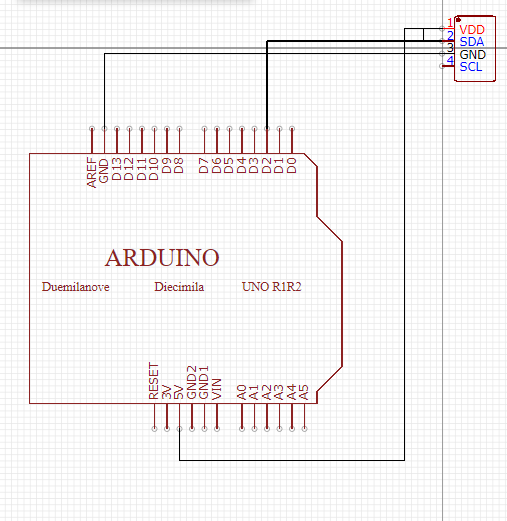 1 VDD
2 SDA
3 GND
4 SCL
AREF GND D13 D12 D11 D10 D9 D8 D7 D6 D5 D4 D3 D2 D1 D0
ARDUINO
Duemilanove Diecimila UNO R1R2
RESET 3V 5V GND2 GND1 VIN A0 A1 A2 A3 A4 A5